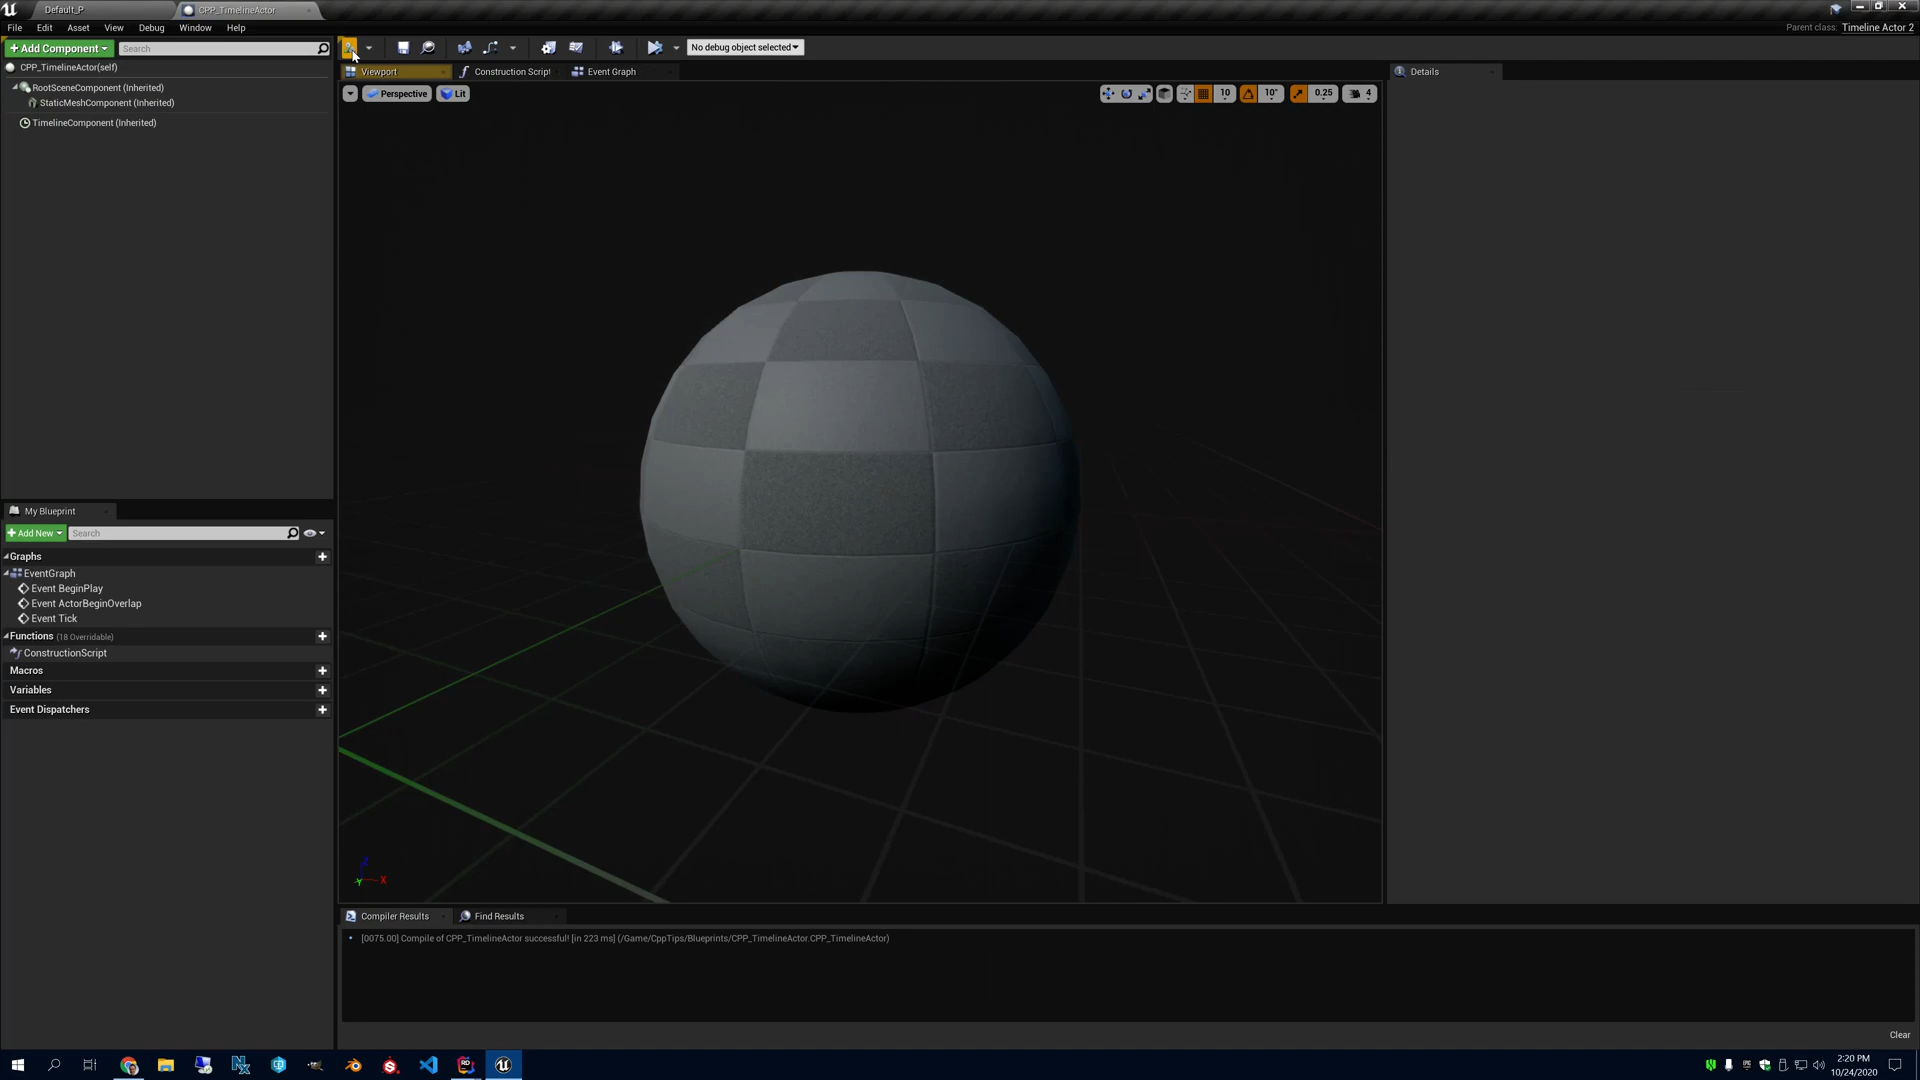 Default_P
CPP_TimelineActor
File Edit Asset View Debug Window Help
Parent class: Timeline Actor 2
+ Add Component
Search
No debug object selected
CPP_TimelineActor(self)
Viewport
Construction Script
Event Graph
Details
RootSceneComponent (Inherited)
StaticMeshComponent (Inherited)
TimelineComponent (Inherited)
Perspective
Lit
10
10°
0.25
4
My Blueprint
+ Add New
Search
Graphs
EventGraph
Event BeginPlay
Event ActorBeginOverlap
Event Tick
Functions (18 Overridable)
ConstructionScript
Macros
Variables
Event Dispatchers
Z
Y
X
Compiler Results
Find Results
[0075.00] Compile of CPP_TimelineActor successful! [in 223 ms] (/Game/CppTips/Blueprints/CPP_TimelineActor.CPP_TimelineActor)
Clear
2:20 PM
10/24/2020